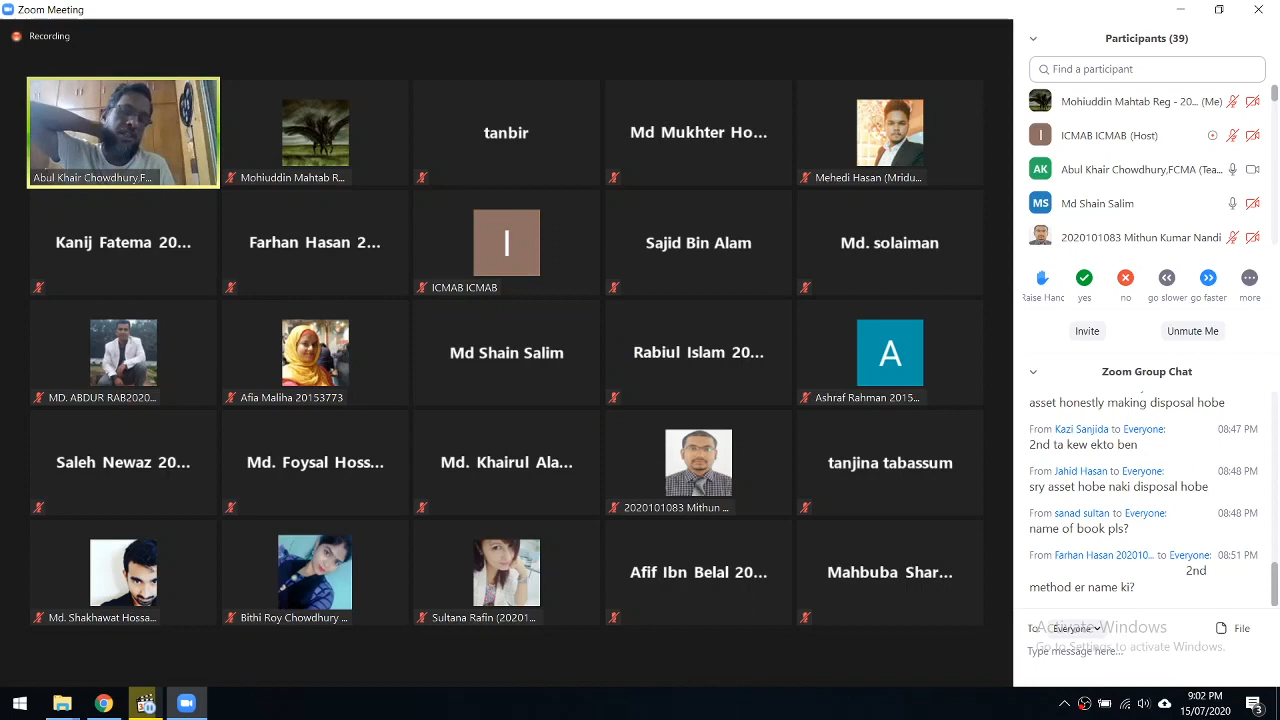 Zoom Meeting
Recording
Abul Khair Chowdhury,F...
Mohiuddin Mahtab R...
tanbir
Md Mukhter Ho...
Mehedi Hasan (Mridu...
Kanij Fatema 20...
Farhan Hasan 2...
I
ICMAB ICMAB
Sajid Bin Alam
Md. solaiman
MD. ABDUR RAB2020...
Afia Maliha 20153773
Md Shain Salim
Rabiul Islam 20...
A
Ashraf Rahman 2015...
Saleh Newaz 20...
Md. Foysal Hoss...
Md. Khairul Ala...
2020101083 Mithun ...
tanjina tabassum
Md. Shakhawat Hossa...
Bithi Roy Chowdhury ...
Sultana Rafin (20201...
Afif Ibn Belal 20...
Mahbuba Shar...
Participants (39)
Find a participant
Mohiuddin Mahtab Reg - 20... (Me)
I ICMAB ICMAB (Host)
AK Abul Khair Chowdhury,FCMA (Tea...
MS Md Shain Salim
2020101083 Mithun Kumar Nandi
Raise Hand yes no go slower go faster more
Invite Unmute Me
Zoom Group Chat
asset honestly making disposal hobe
From Kazi Sanjida to Everyone: 08:47 PM
2nd ta kew ekto ben
From Jahid Hasan to Everyone: 08:48 PM
sry asset hobe naki disposal hobe
From sanad sultan to Everyone: 08:48 PM
name of book pls?
From Farhan Hasan 202010... to Everyone: 08:51 PM
2nd
method er name ki?
To: Everyone File
Type message here...
Activate Windows
Go to Settings to activate Windows.
9:02 PM
15/07/2020
3